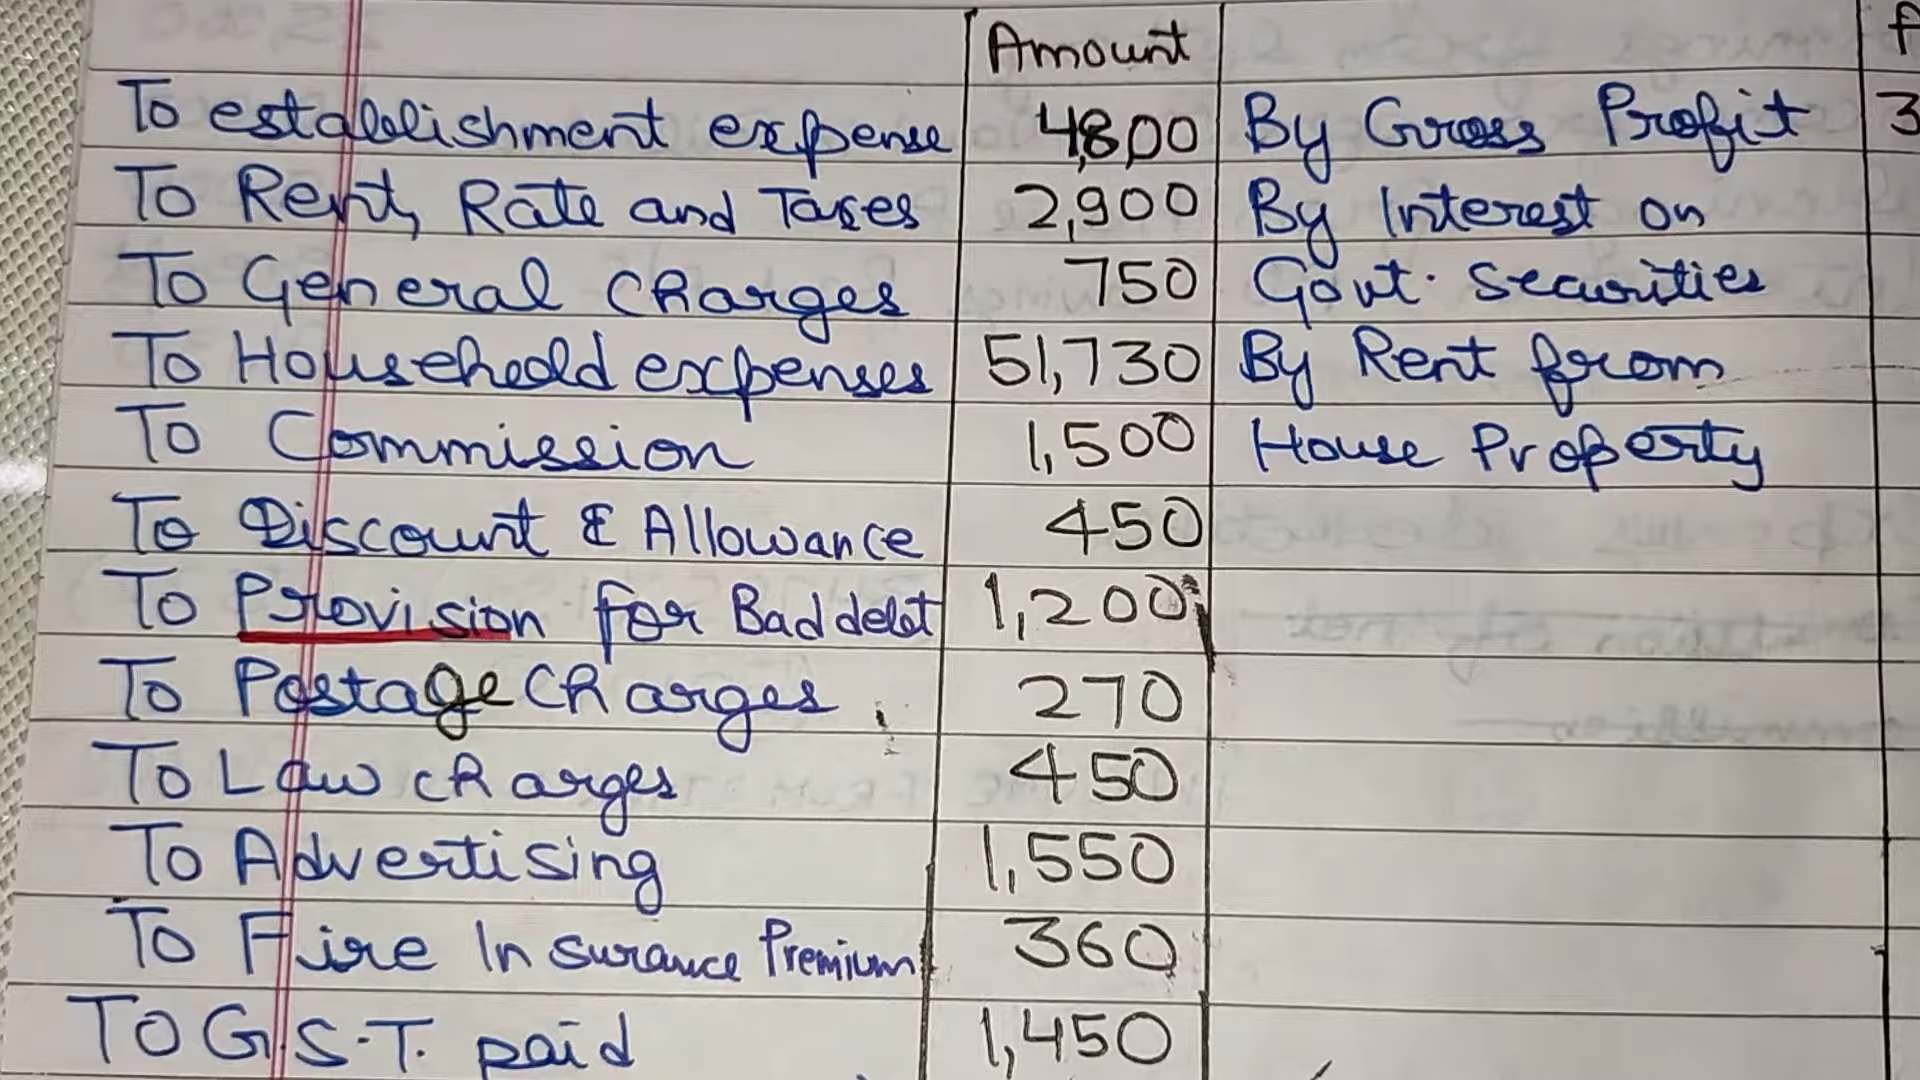 Amount
To establishment expense 4,800 By Gross Profit 3
To Rent, Rate and Taxes 2,900 By Interest on
To General charges 750 Govt. Securities
To Household expenses 51,730 By Rent from
To Commission 1,500 House Property
To Discount & Allowance 450
To Provision for Bad debt 1,200
To Postage Charges 270
To Law charges 450
To Advertising 1,550
To Fire Insurance Premium 360
To G.S.T. paid 1,450